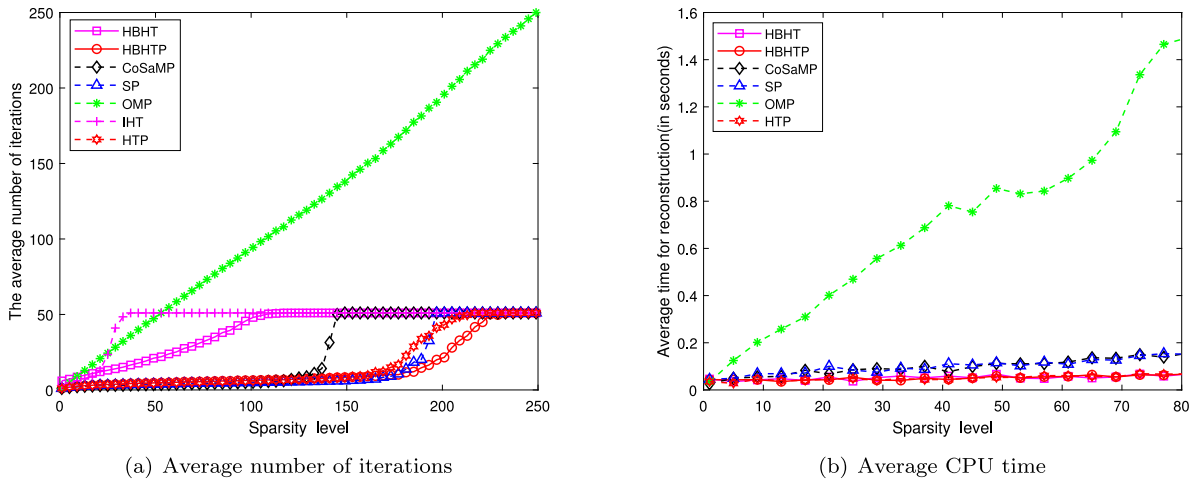 250
200
150
100
50
0
The average number of iterations
HBHT
HBHTP
CoSaMP
SP
OMP
IHT
HTP
0
50
100
150
200
250
Sparsity level
(a) Average number of iterations
1.6
1.4
1.2
1
0.8
0.6
0.4
0.2
0
Average time for reconstruction(in seconds)
HBHT
HBHTP
CoSaMP
SP
OMP
HTP
0
10
20
30
40
50
60
70
80
Sparsity level
(b) Average CPU time